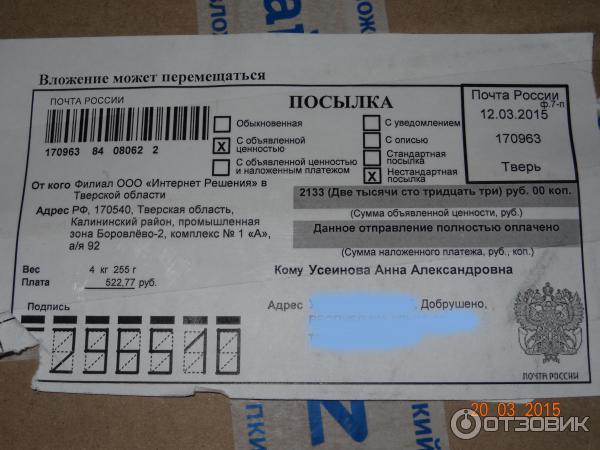 Вложение может перемещаться
ПОЧТА РОССИИ
170963 84 08062 2
ПОСЫЛКА
Обыкновенная
X С объявленной
ценностью
С объявленной ценностью
и наложенным платежом
С уведомлением
С описью
Стандартная
посылка
X Нестандартная
посылка
Почта России
ф.7-п
12.03.2015
170963
Тверь
От кого Филиал ООО «Интернет Решения» в
Тверской области
Адрес РФ, 170540, Тверская область,
Калининский район, промышленная
зона Боровлёво-2, комплекс № 1 «А»,
а/я 92
2133 (Две тысячи сто тридцать три) руб. 00 коп.
(Сумма объявленной ценности, руб.)
Данное отправление полностью оплачено
(Сумма наложенного платежа, руб., коп.)
Вес 4 кг 255 г
Плата 522,77 руб.
Подпись
298510
Кому Усеинова Анна Александровна
Адрес Добрушено,
ПОЧТА РОССИИ
20 03 2015
ОТЗОВИК